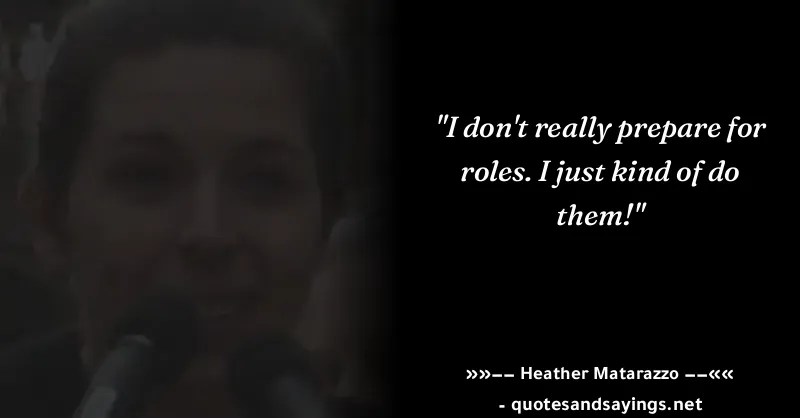 "I don't really prepare for
roles. I just kind of do
them!"
»»−− Heather Matarazzo −−««
- quotesandsayings.net